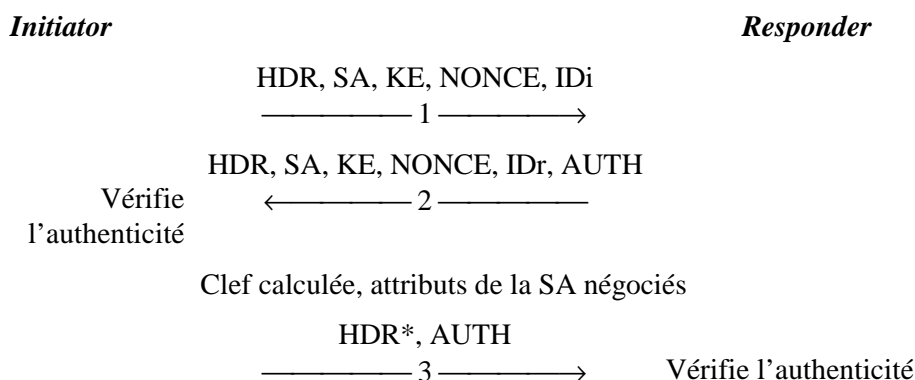 Initiator Responder
HDR, SA, KE, NONCE, IDi
1
HDR, SA, KE, NONCE, IDr, AUTH
Vérifie
l’authenticité
2
Clef calculée, attributs de la SA négociés
HDR*, AUTH
3
Vérifie l’authenticité